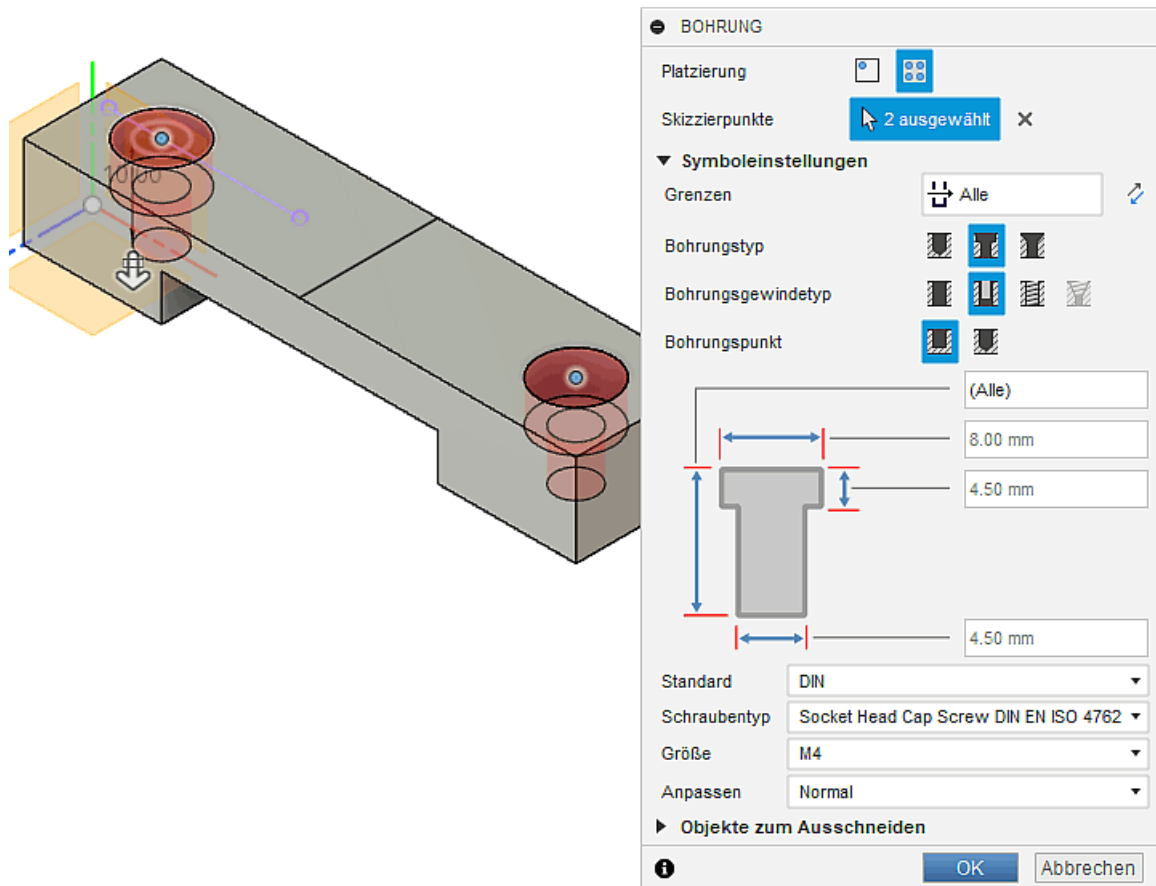 BOHRUNG
Platzierung
Skizzierpunkte 2 ausgewählt
Symboleinstellungen
Grenzen Alle
Bohrungstyp
Bohrungsgewindetyp
Bohrungspunkt
(Alle)
8.00 mm
4.50 mm
4.50 mm
Standard DIN
Schraubentyp Socket Head Cap Screw DIN EN ISO 4762
Größe M4
Anpassen Normal
Objekte zum Ausschneiden
OK Abbrechen
10.00